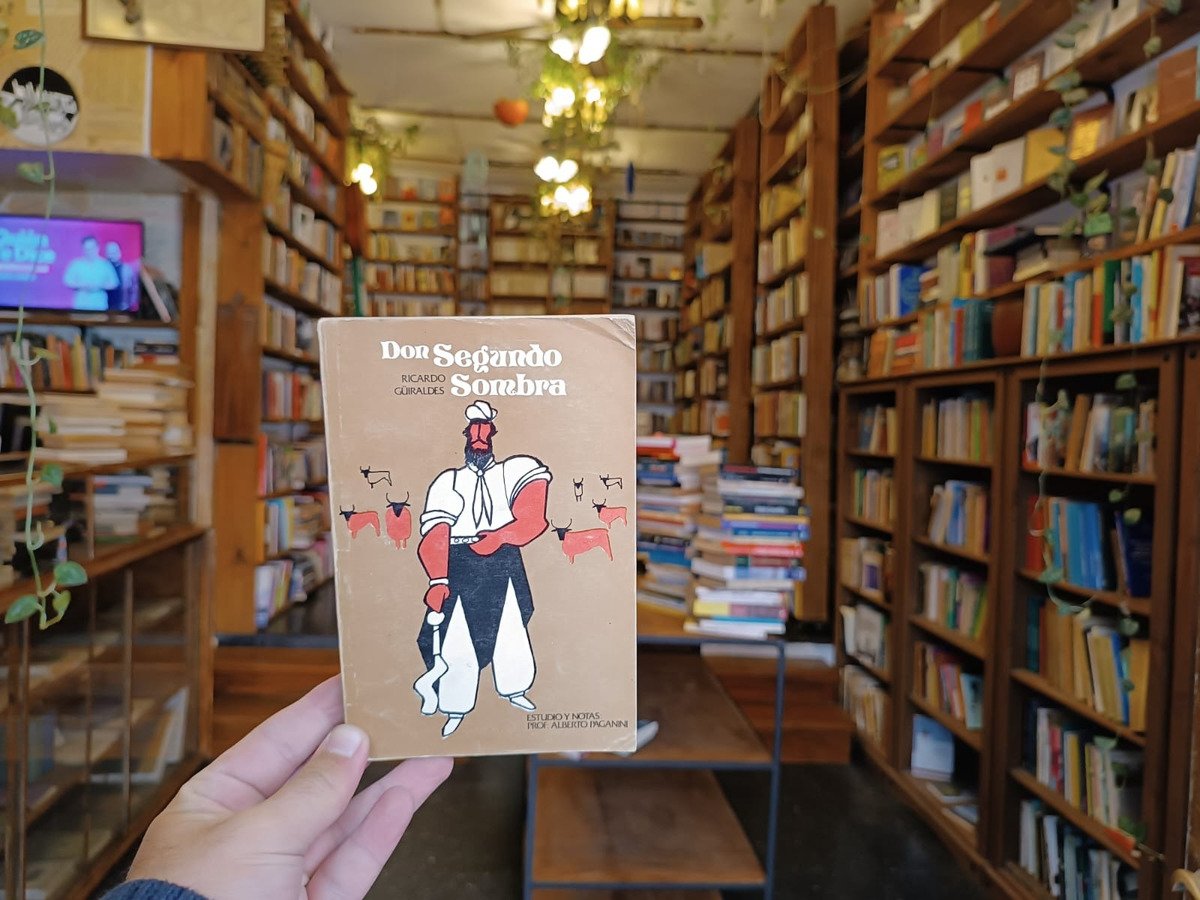 Don Segundo
Sombra
RICARDO
GÜIRALDES
ESTUDIO Y NOTAS:
PROF. ALBERTO PAGANINI